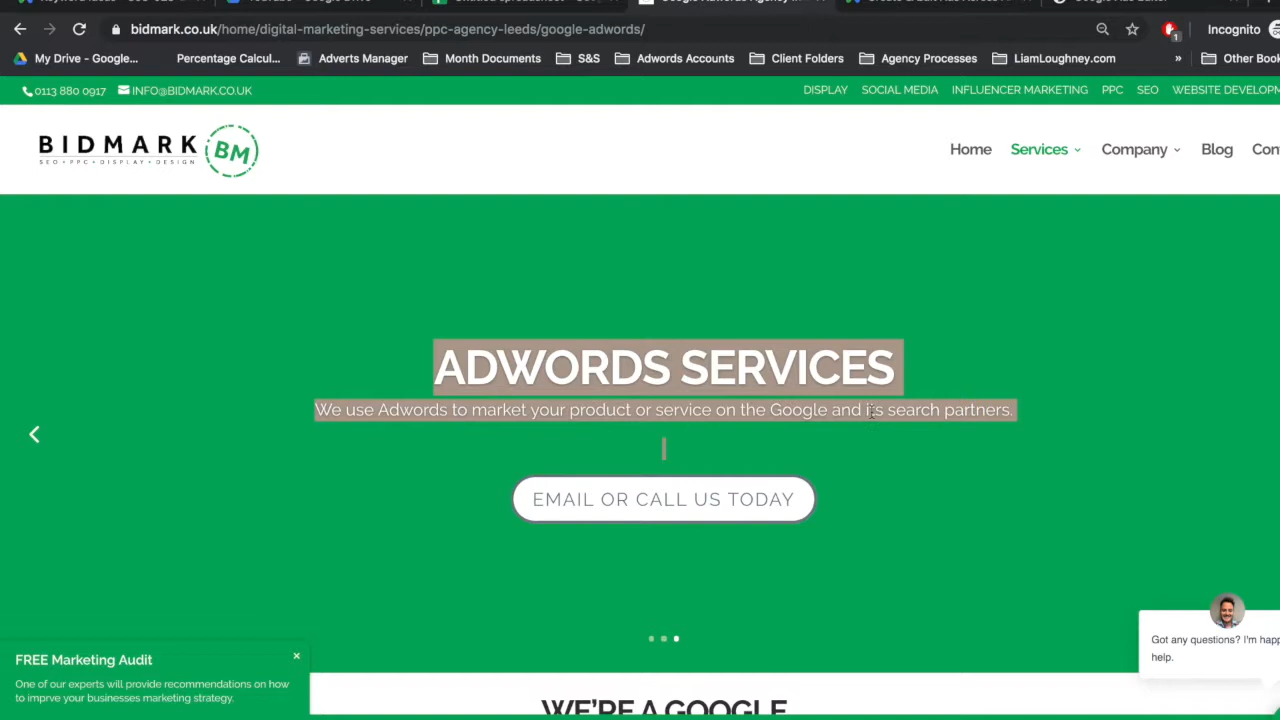 bidmark.co.uk/home/digital-marketing-services/ppc-agency-leeds/google-adwords/
1
Incognito
My Drive - Google...
Percentage Calcul...
Adverts Manager
Month Documents
S&S
Adwords Accounts
Client Folders
Agency Processes
LiamLoughney.com
»
Other Book
0113 880 0917
INFO@BIDMARK.CO.UK
DISPLAY
SOCIAL MEDIA
INFLUENCER MARKETING
PPC
SEO
WEBSITE DEVELOPM
BIDMARK
BM
SEO • PPC • DISPLAY • DESIGN
Home
Services
Company
Blog
Con
ADWORDS SERVICES
We use Adwords to market your product or service on the Google and its search partners.
EMAIL OR CALL US TODAY
FREE Marketing Audit
×
One of our experts will provide recommendations on how
to imprve your businesses marketing strategy.
Got any questions? I'm happ
help.
WE'RE A GOOGLE